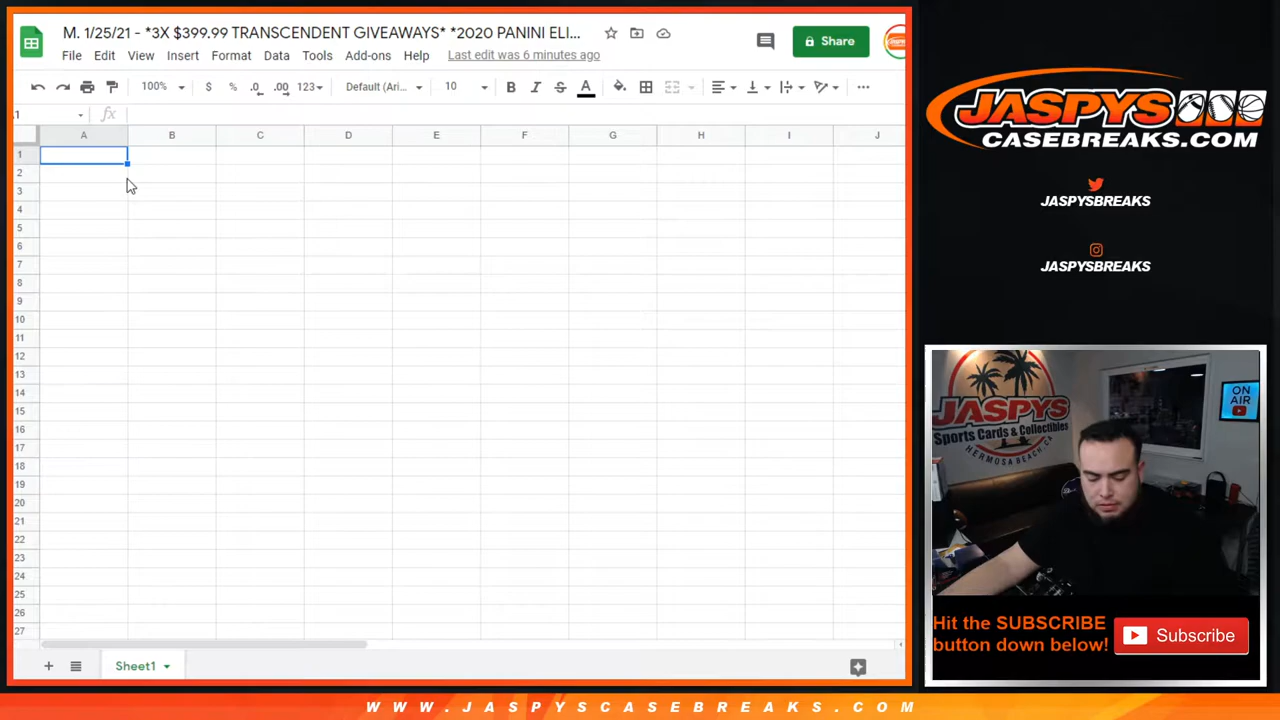 M. 1/25/21 - *3X $399.99 TRANSCENDENT GIVEAWAYS* *2020 PANINI ELI...
File Edit View Insert Format Data Tools Add-ons Help Last edit was 6 minutes ago
Share
100% $ % .0 .00 123 Default (Ari... 10 B I S A
1 fx
A B C D E F G H I J
1
2
3
4
5
6
7
8
9
10
11
12
13
14
15
16
17
18
19
20
21
22
23
24
25
26
27
Sheet1
JASPYS
CASEBREAKS.COM
JASPYSBREAKS
JASPYSBREAKS
JASPYS
Sports Cards & Collectibles
HERMOSA BEACH, CA
ON
AIR
Hit the SUBSCRIBE
button down below!
Subscribe
WWW.JASPYSCASEBREAKS.COM